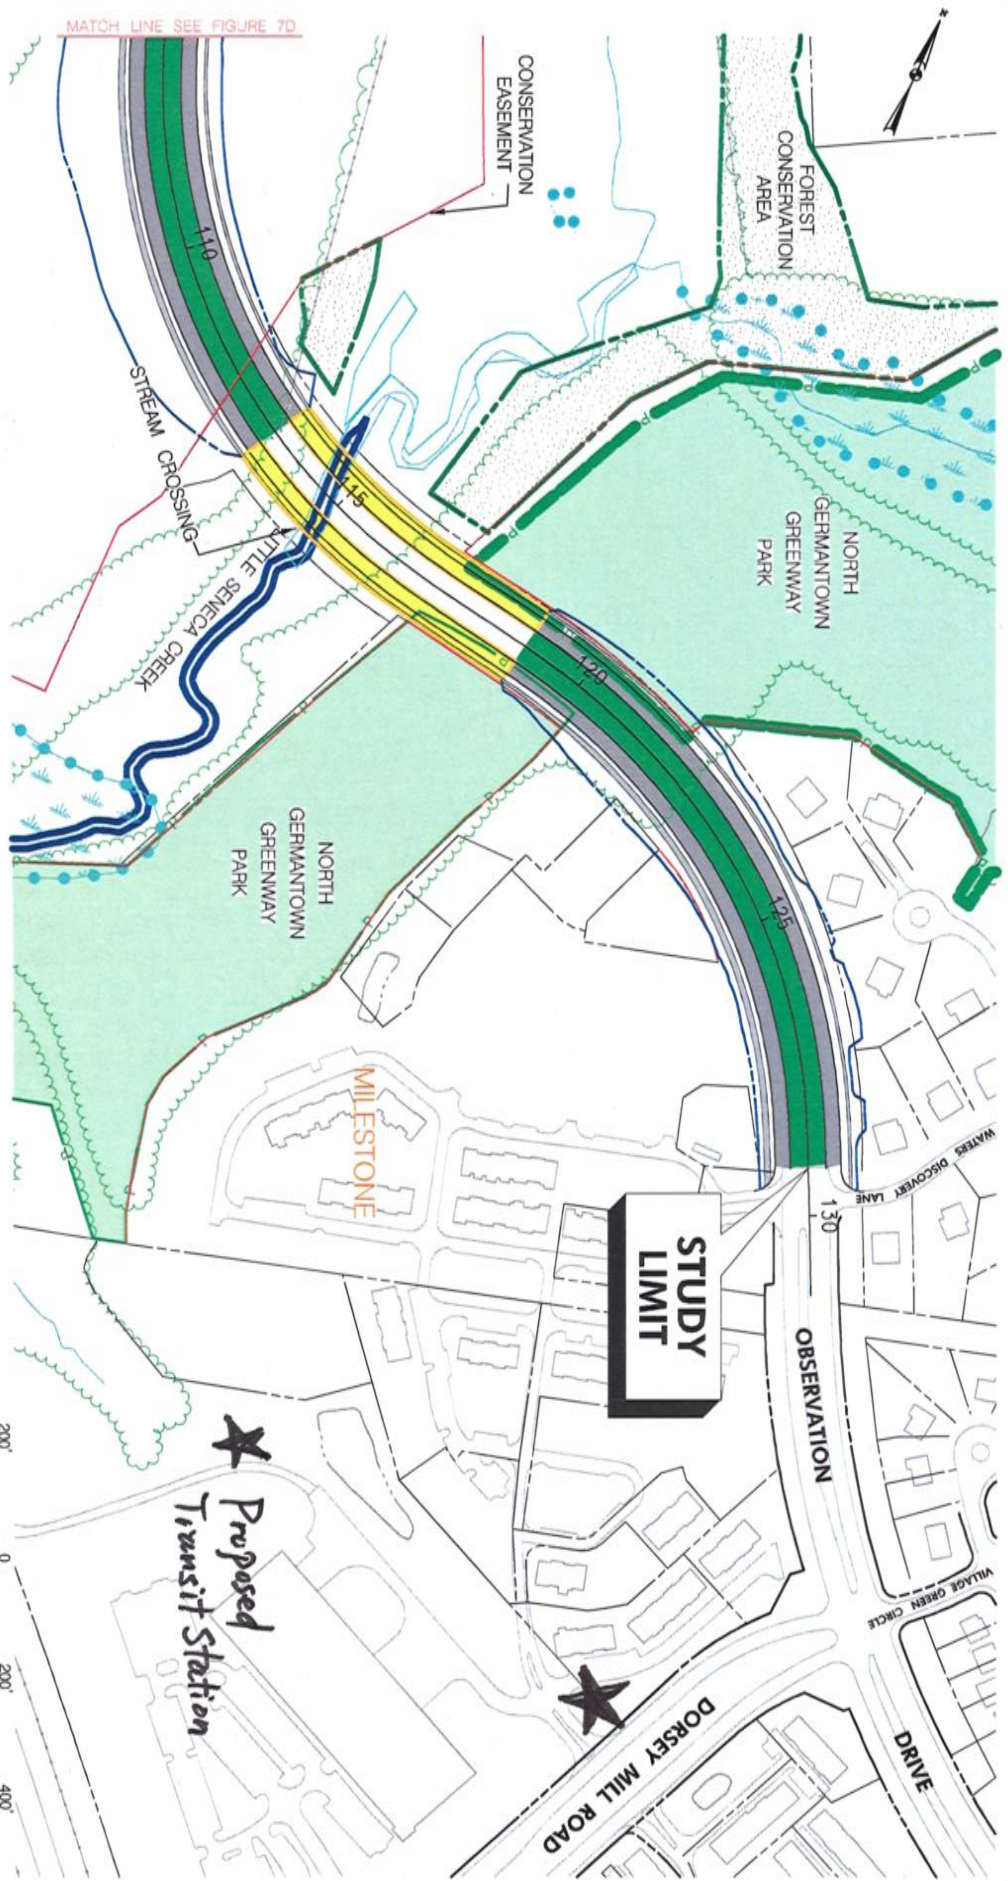 MATCH LINE SEE FIGURE 7D
CONSERVATION
EASEMENT
FOREST
CONSERVATION
AREA
110
STREAM CROSSING
115
LITTLE SENECA CREEK
NORTH
GERMANTOWN
GREENWAY
PARK
120
NORTH
GERMANTOWN
GREENWAY
PARK
125
MILESTONE
WATERS DISCOVERY LANE
130
STUDY
LIMIT
OBSERVATION
DRIVE
VILLAGE GREEN CIRCLE
DORSEY MILL ROAD
Proposed
Transit Station
200'
0
200'
400'
P
P
P
P
P
P